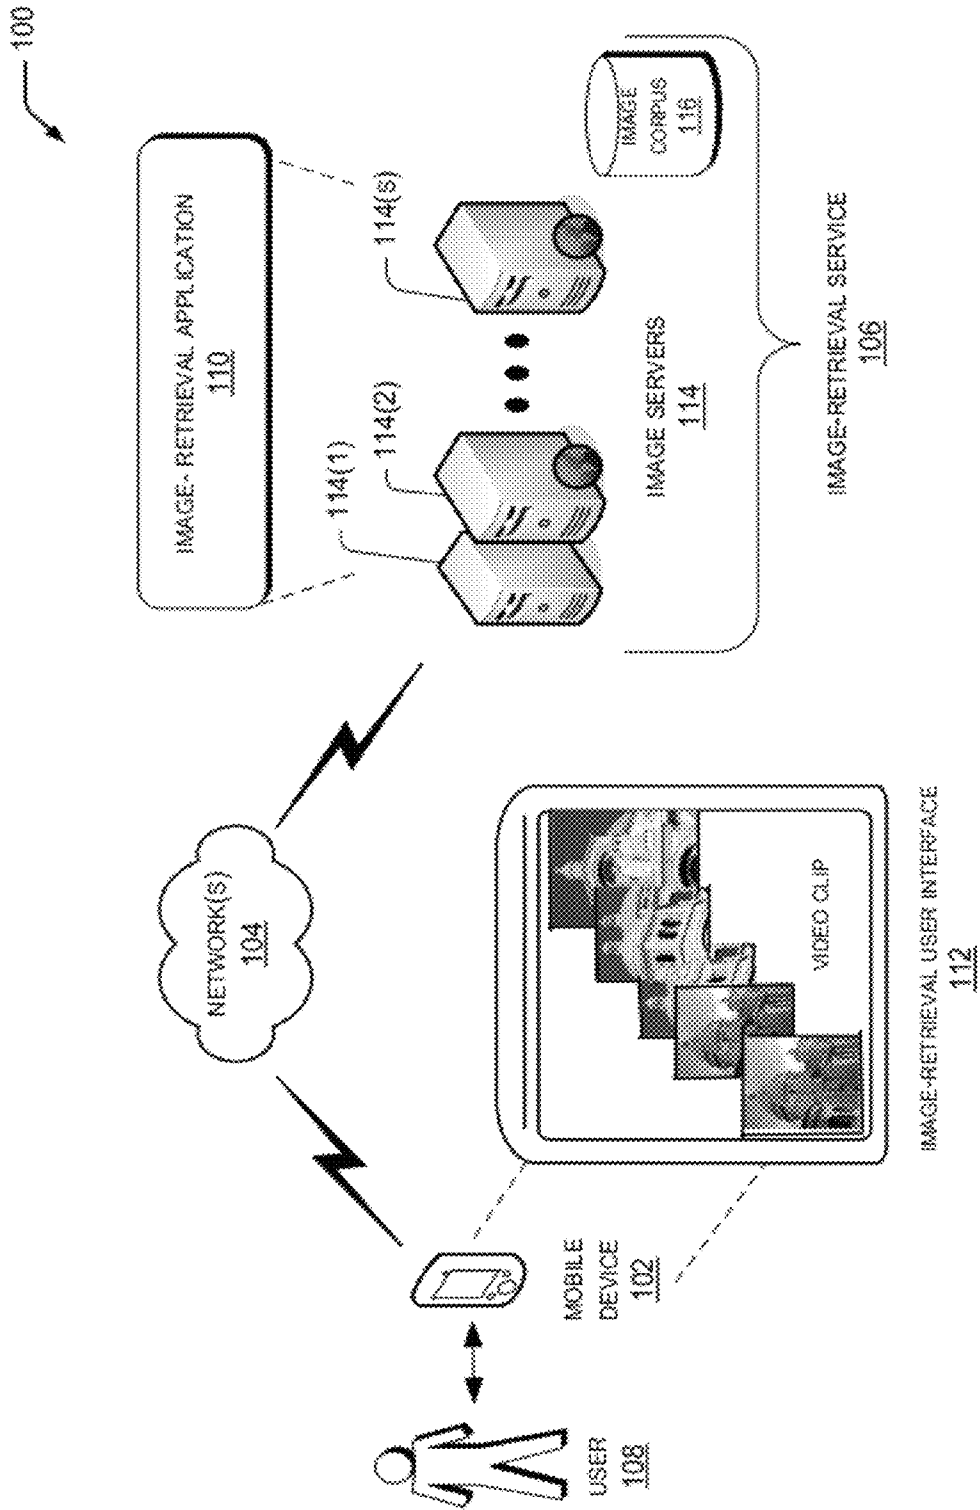 100
IMAGE- RETRIEVAL APPLICATION
110
NETWORK(S)
104
114(1)
114(2)
114(s)
IMAGE SERVERS
114
IMAGE
CORPUS
116
IMAGE-RETRIEVAL SERVICE
106
USER
108
MOBILE
DEVICE
102
VIDEO CLIP
IMAGE-RETRIEVAL USER INTERFACE
112